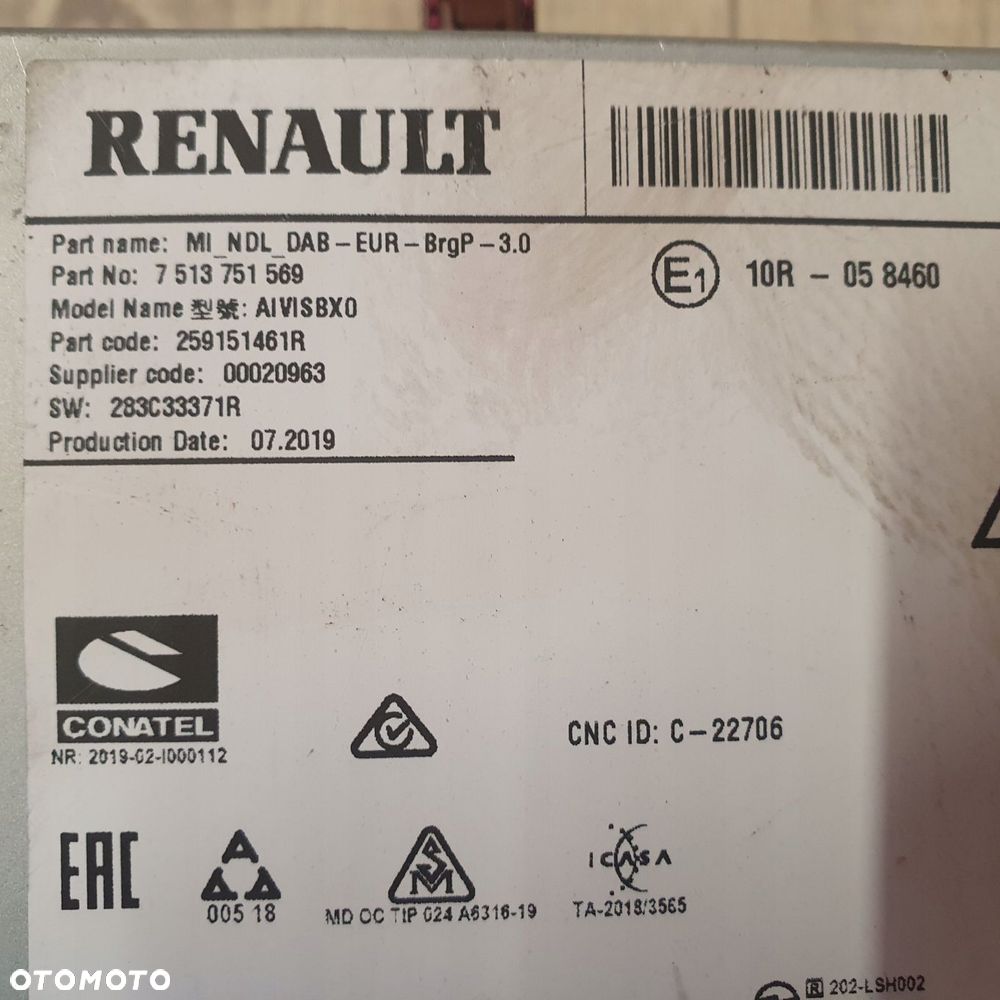 RENAULT
Part name: MI_NDL_DAB-EUR-BrgP-3.0
Part No: 7 513 751 569
Model Name 型號: AIVISBX0
Part code: 259151461R
Supplier code: 00020963
SW: 283C33371R
Production Date: 07.2019
E1 10R - 05 8460
CONATEL
NR: 2019-02-I000112
CNC ID: C-22706
EAC
005 18
SM
MD OC TIP 024 A6316-19
ICASA
TA-2018/3565
R 202-LSH002
OTOMOTO